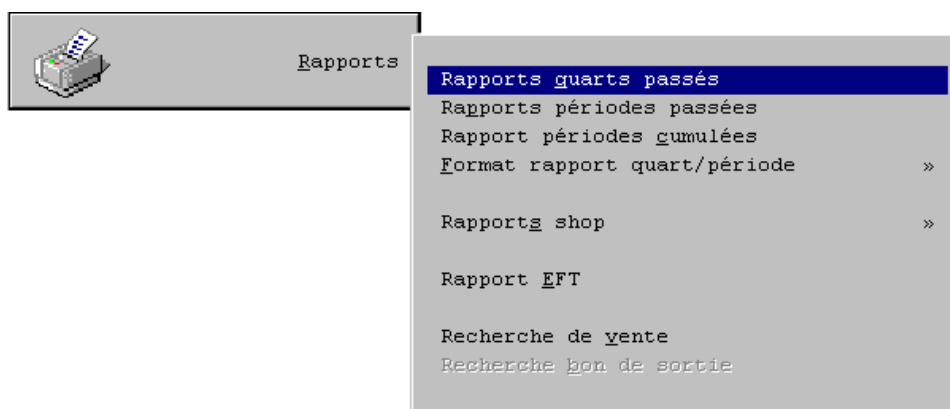 Rapports
Rapports quarts passés
Rapports périodes passées
Rapport périodes cumulées
Format rapport quart/période »
Rapports shop »
Rapport EFT
Recherche de vente
Recherche bon de sortie